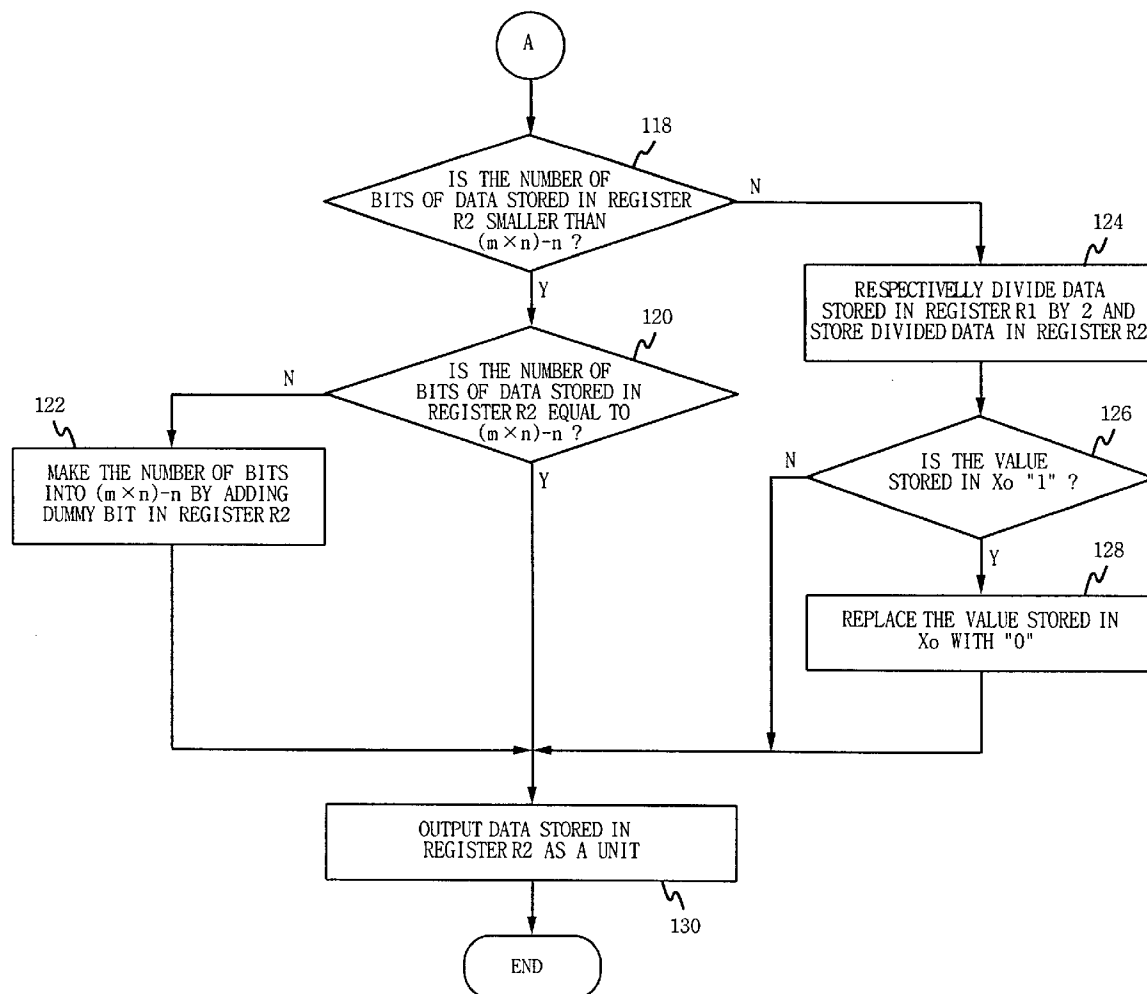 A
118
IS THE NUMBER OF
BITS OF DATA STORED IN REGISTER
R2 SMALLER THAN
(m×n)-n ?
N
Y
124
RESPECTIVELLY DIVIDE DATA
STORED IN REGISTER R1 BY 2 AND
STORE DIVIDED DATA IN REGISTER R2
120
IS THE NUMBER OF
BITS OF DATA STORED IN
REGISTER R2 EQUAL TO
(m×n)-n ?
N
Y
122
MAKE THE NUMBER OF BITS
INTO (m×n)-n BY ADDING
DUMMY BIT IN REGISTER R2
126
IS THE VALUE
STORED IN Xo "1" ?
N
Y
128
REPLACE THE VALUE STORED IN
Xo WITH "0"
OUTPUT DATA STORED IN
REGISTER R2 AS A UNIT
130
END